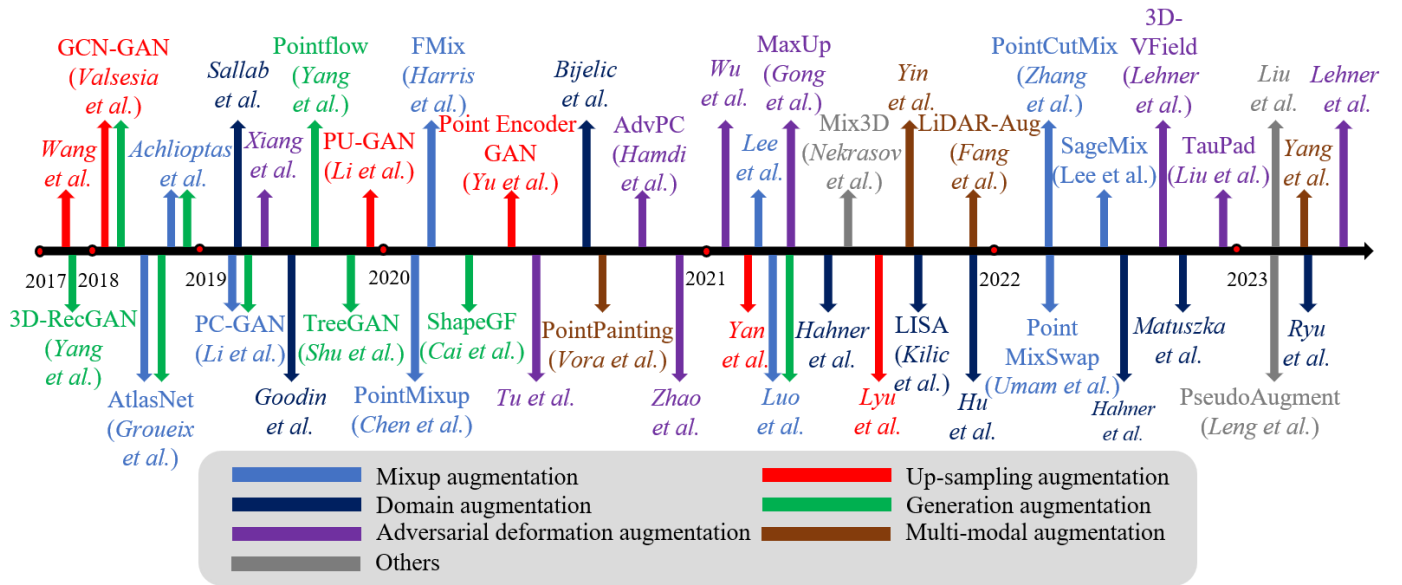 GCN-GAN
(Valsesia
et al.)
Wang
et al.
Achlioptas
et al.
Sallab
et al.
Xiang
et al.
Pointflow
(Yang
et al.)
PU-GAN
(Li et al.)
FMix
(Harris
et al.)
Point Encoder
GAN
(Yu et al.)
Bijelic
et al.
AdvPC
(Hamdi
et al.)
Wu
et al.
MaxUp
(Gong
et al.)
Lee
et al.
Mix3D
(Nekrasov
et al.)
Yin
et al.
LiDAR-Aug
(Fang
et al.)
PointCutMix
(Zhang
et al.)
SageMix
(Lee et al.)
3D-
VField
(Lehner
et al.)
TauPad
(Liu et al.)
Liu
et al.
Yang
et al.
Lehner
et al.
2017
2018
2019
2020
2021
2022
2023
3D-RecGAN
(Yang
et al.)
AtlasNet
(Groueix
et al.)
PC-GAN
(Li et al.)
Goodin
et al.
TreeGAN
(Shu et al.)
PointMixup
(Chen et al.)
ShapeGF
(Cai et al.)
Tu et al.
PointPainting
(Vora et al.)
Zhao
et al.
Yan
et al.
Luo
et al.
Hahner
et al.
Lyu
et al.
LISA
(Kilic
et al.)
Hu
et al.
Point
MixSwap
(Umam et al.)
Hahner
et al.
Matuszka
et al.
PseudoAugment
(Leng et al.)
Ryu
et al.
Mixup augmentation
Domain augmentation
Adversarial deformation augmentation
Others
Up-sampling augmentation
Generation augmentation
Multi-modal augmentation